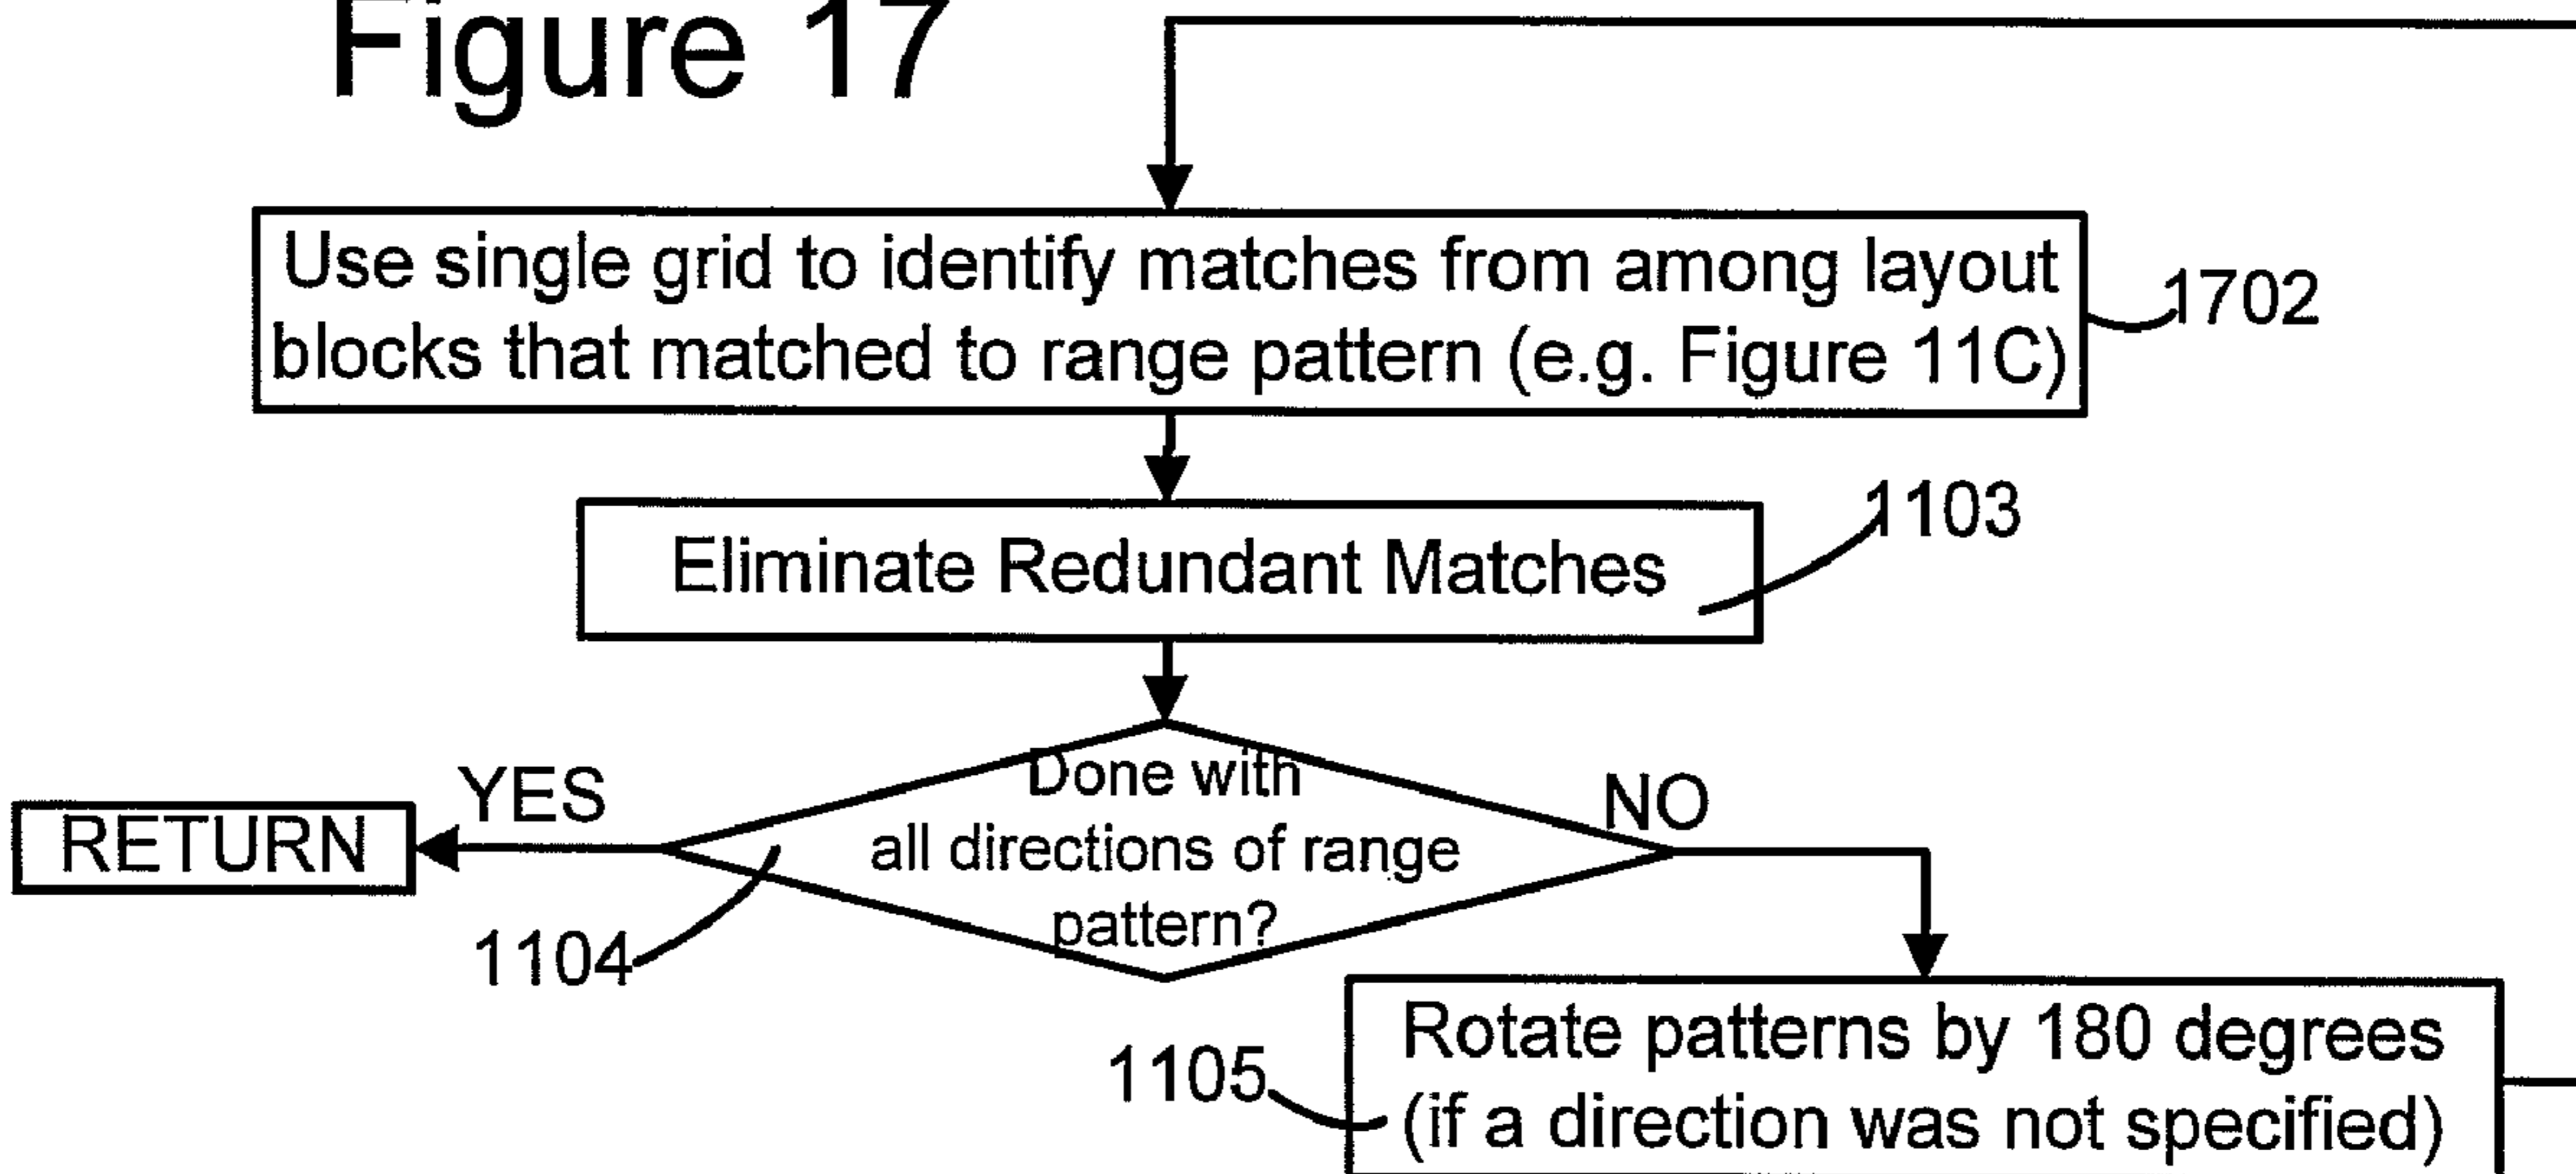 Figure 17
Use single grid to identify matches from among layout
blocks that matched to range pattern (e.g. Figure 11C)
1702
Eliminate Redundant Matches
1103
Done with
all directions of range
pattern?
YES
NO
RETURN
1104
Rotate patterns by 180 degrees
(if a direction was not specified)
1105